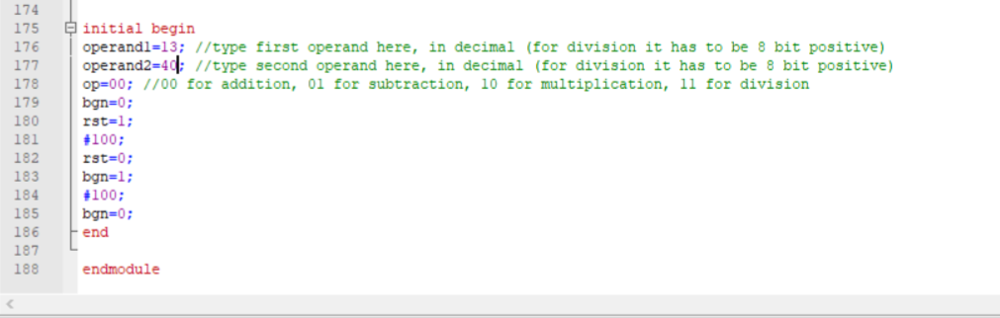 174
175 initial begin
176 operand1=13; //type first operand here, in decimal (for division it has to be 8 bit positive)
177 operand2=40; //type second operand here, in decimal (for division it has to be 8 bit positive)
178 op=00; //00 for addition, 01 for subtraction, 10 for multiplication, 11 for division
179 bgn=0;
180 rst=1;
181 #100;
182 rst=0;
183 bgn=1;
184 #100;
185 bgn=0;
186 end
187
188 endmodule